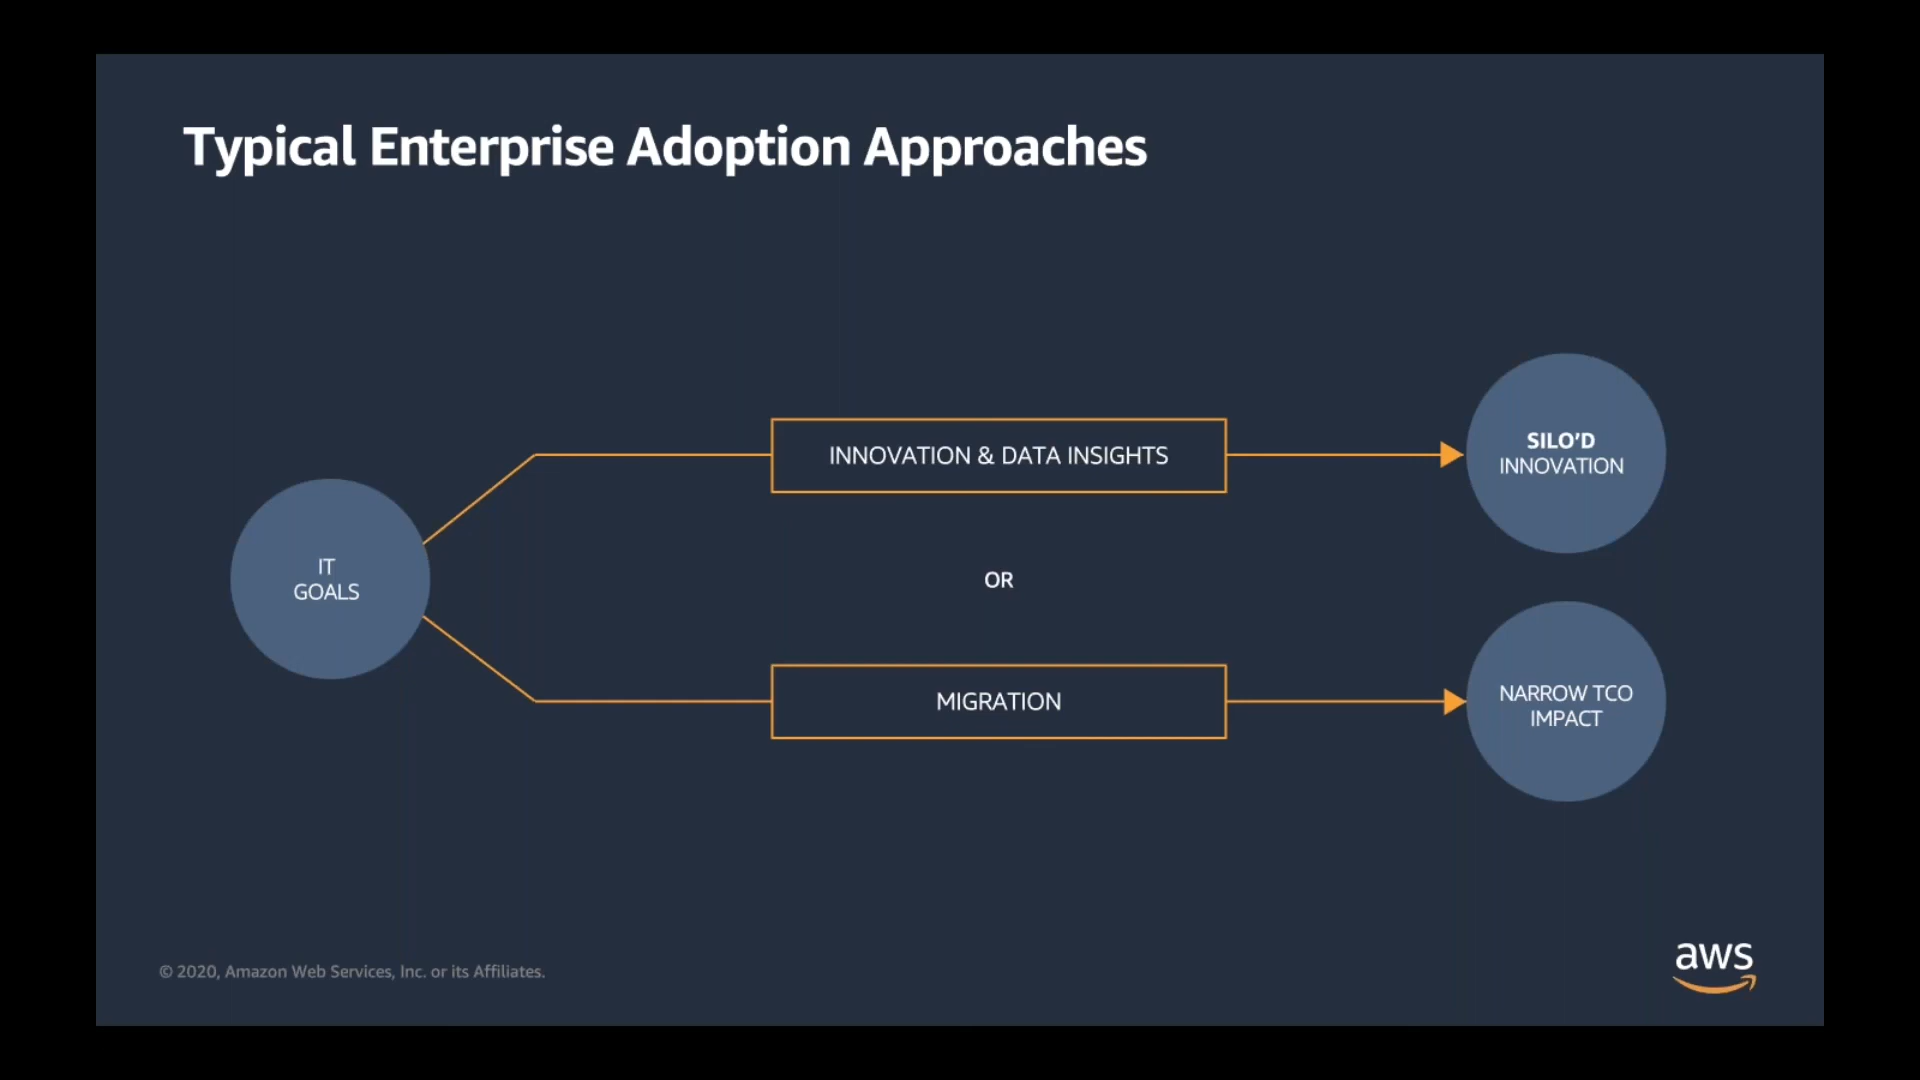 Typical Enterprise Adoption Approaches
INNOVATION & DATA INSIGHTS
SILO'D
INNOVATION
IT
GOALS
OR
MIGRATION
NARROW TCO
IMPACT
© 2020, Amazon Web Services, Inc. or its Affiliates.
aws